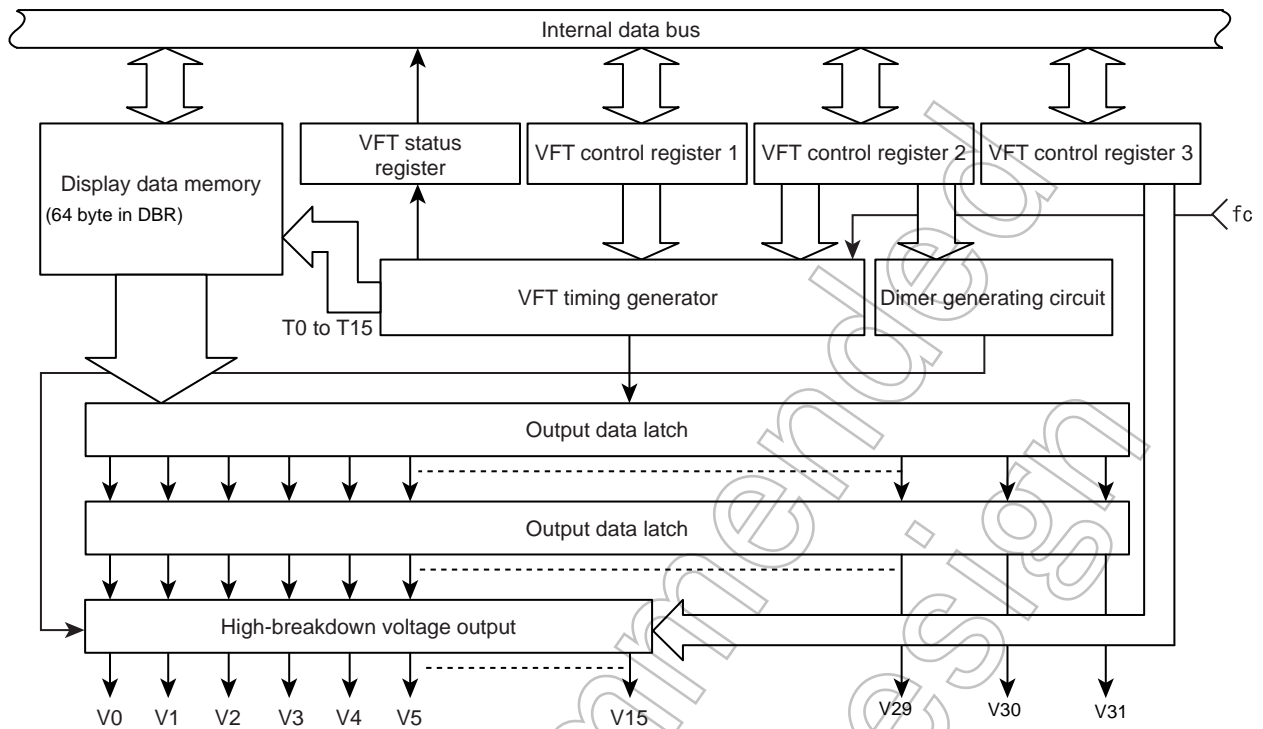 Internal data bus
VFT status
register
VFT control register 1
VFT control register 2
VFT control register 3
Display data memory
(64 byte in DBR)
fc
VFT timing generator
Dimer generating circuit
T0 to T15
Output data latch
Output data latch
High-breakdown voltage output
V0 V1 V2 V3 V4 V5 V15 V29 V30 V31
mmended
esign